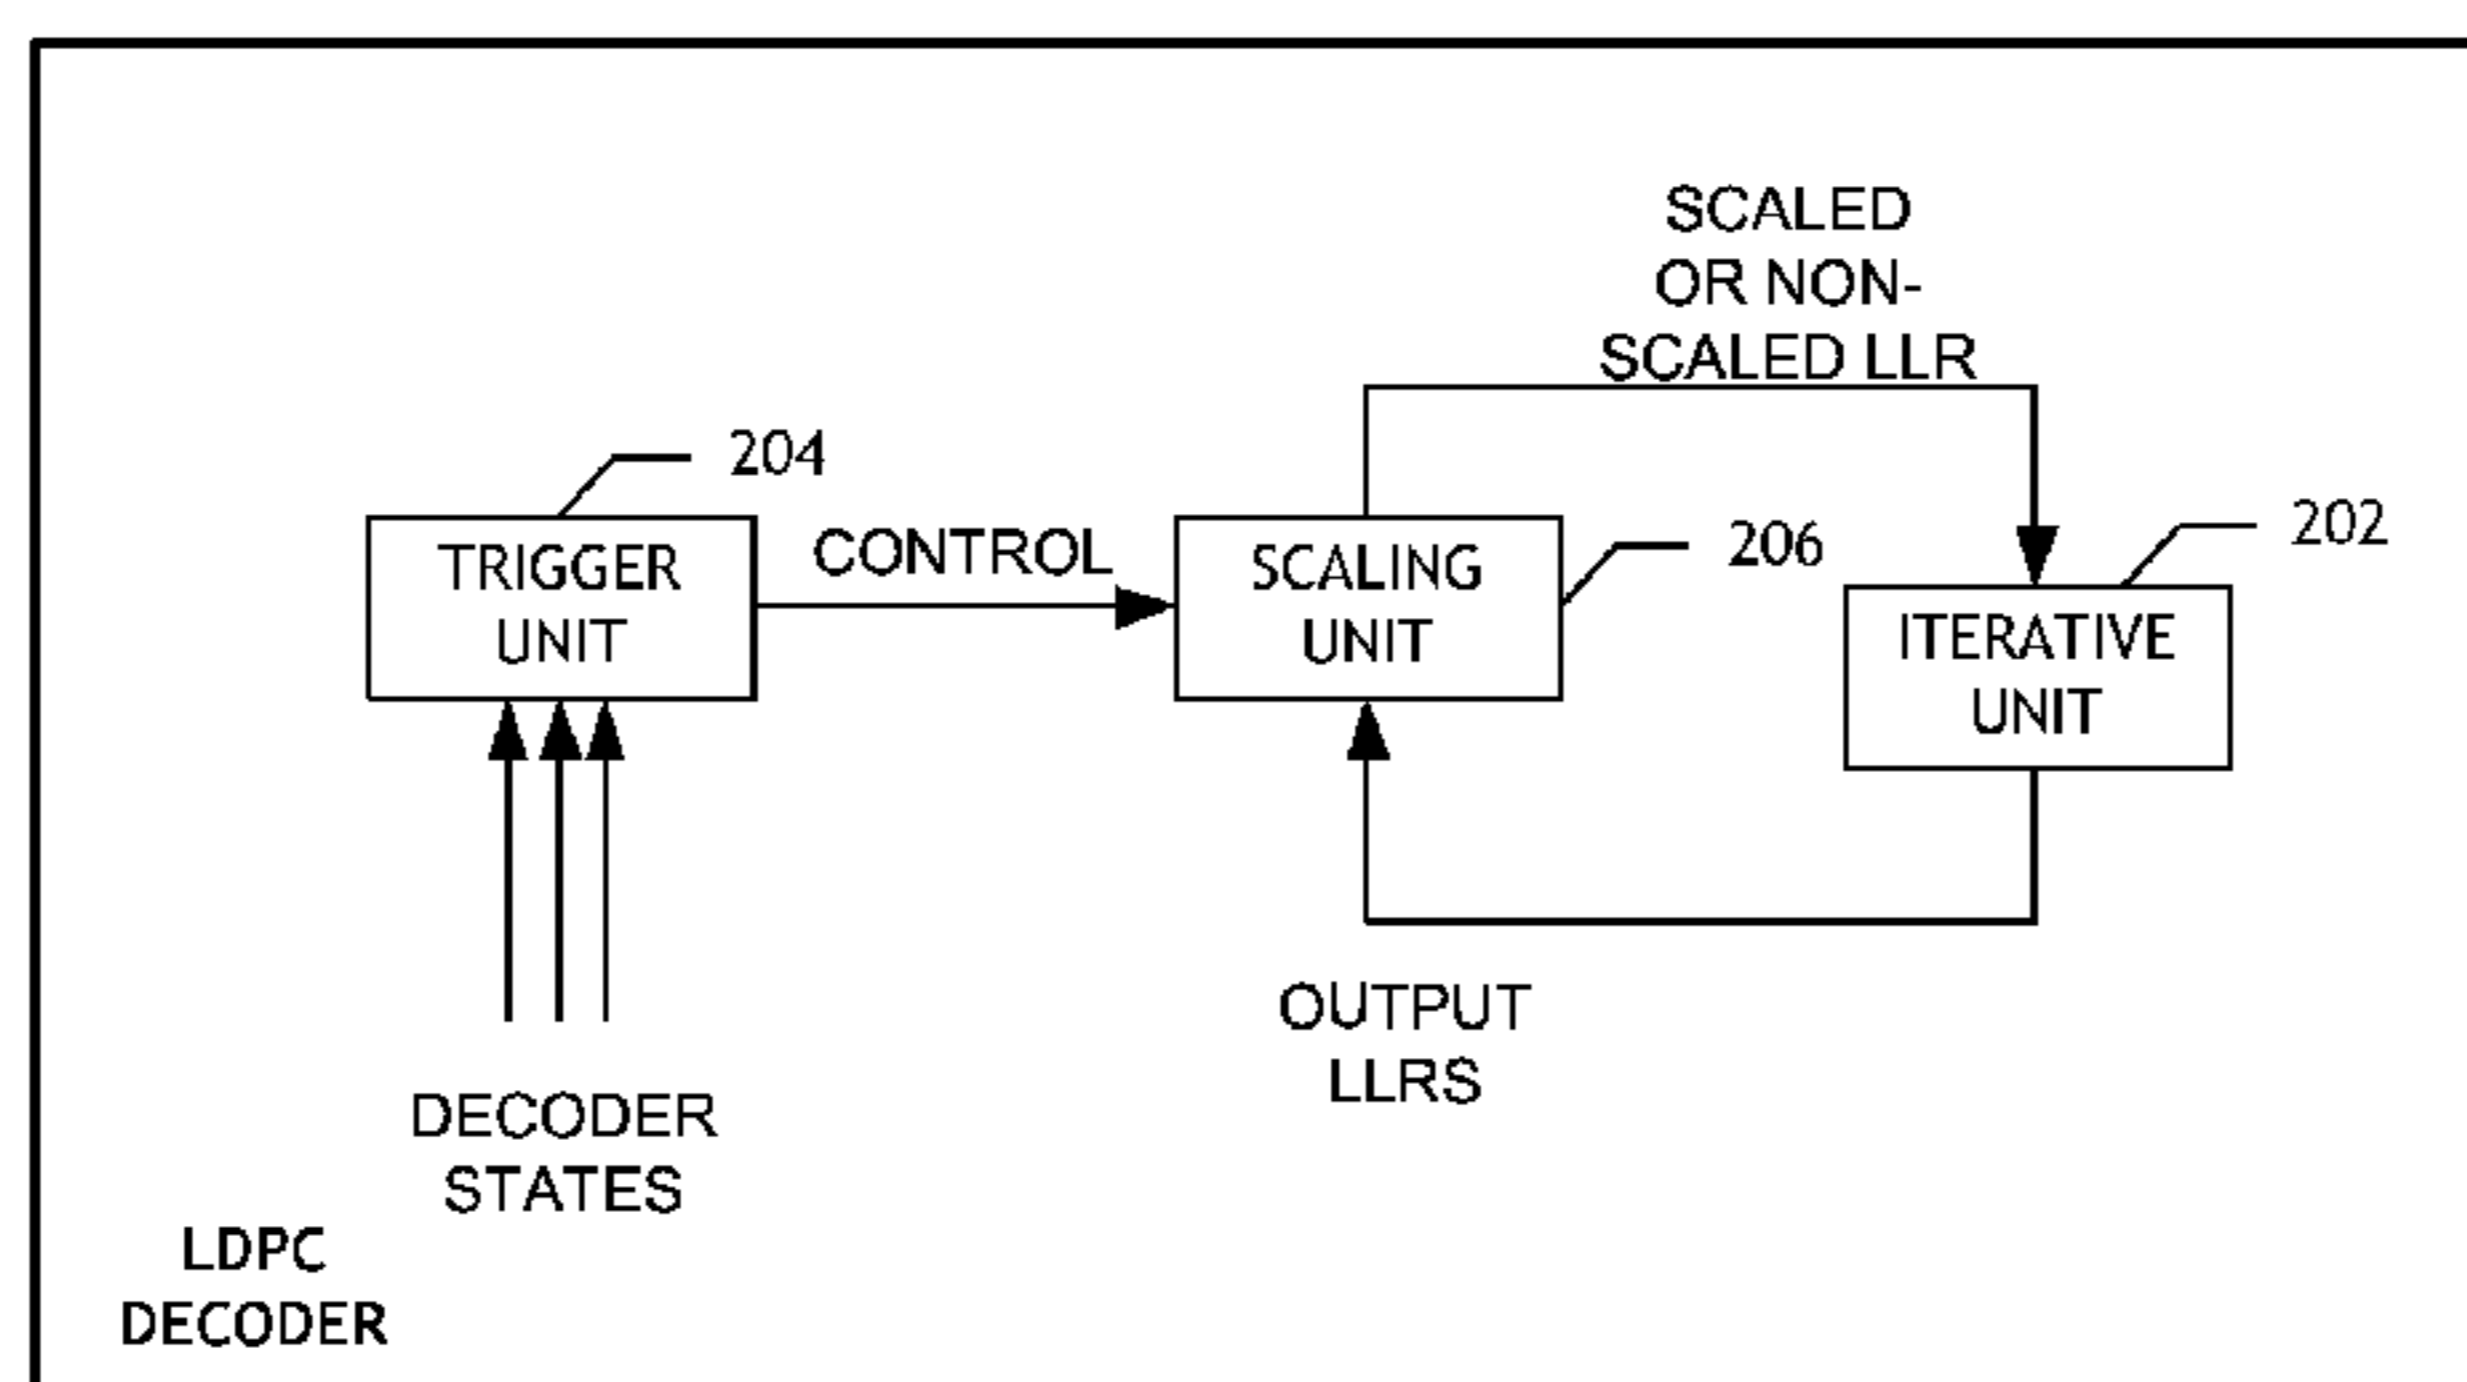 SCALED
OR NON-
SCALED LLR
204
202
CONTROL
206
TRIGGER
UNIT
SCALING
UNIT
ITERATIVE
UNIT
OUTPUT
LLRS
DECODER
STATES
LDPC
DECODER